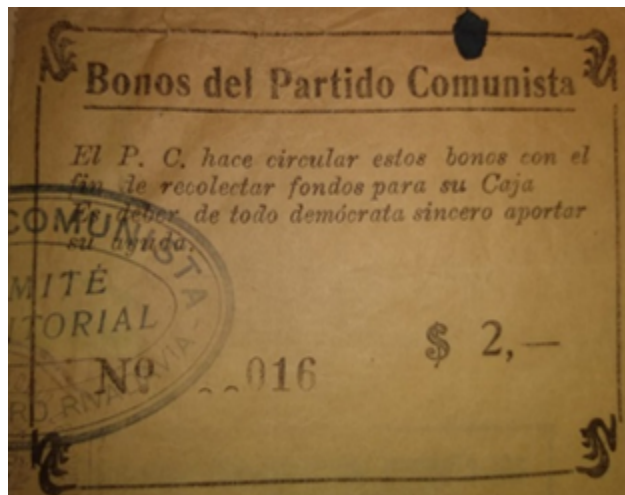 Bonos del Partido Comunista
El P. C. hace circular estos bonos con el
fin de recolectar fondos para su Caja
Es deber de todo demócrata sincero aportar
su ayuda.
COMUNISTA
MITÉ
TORIAL
$ 2,—
Nº 016